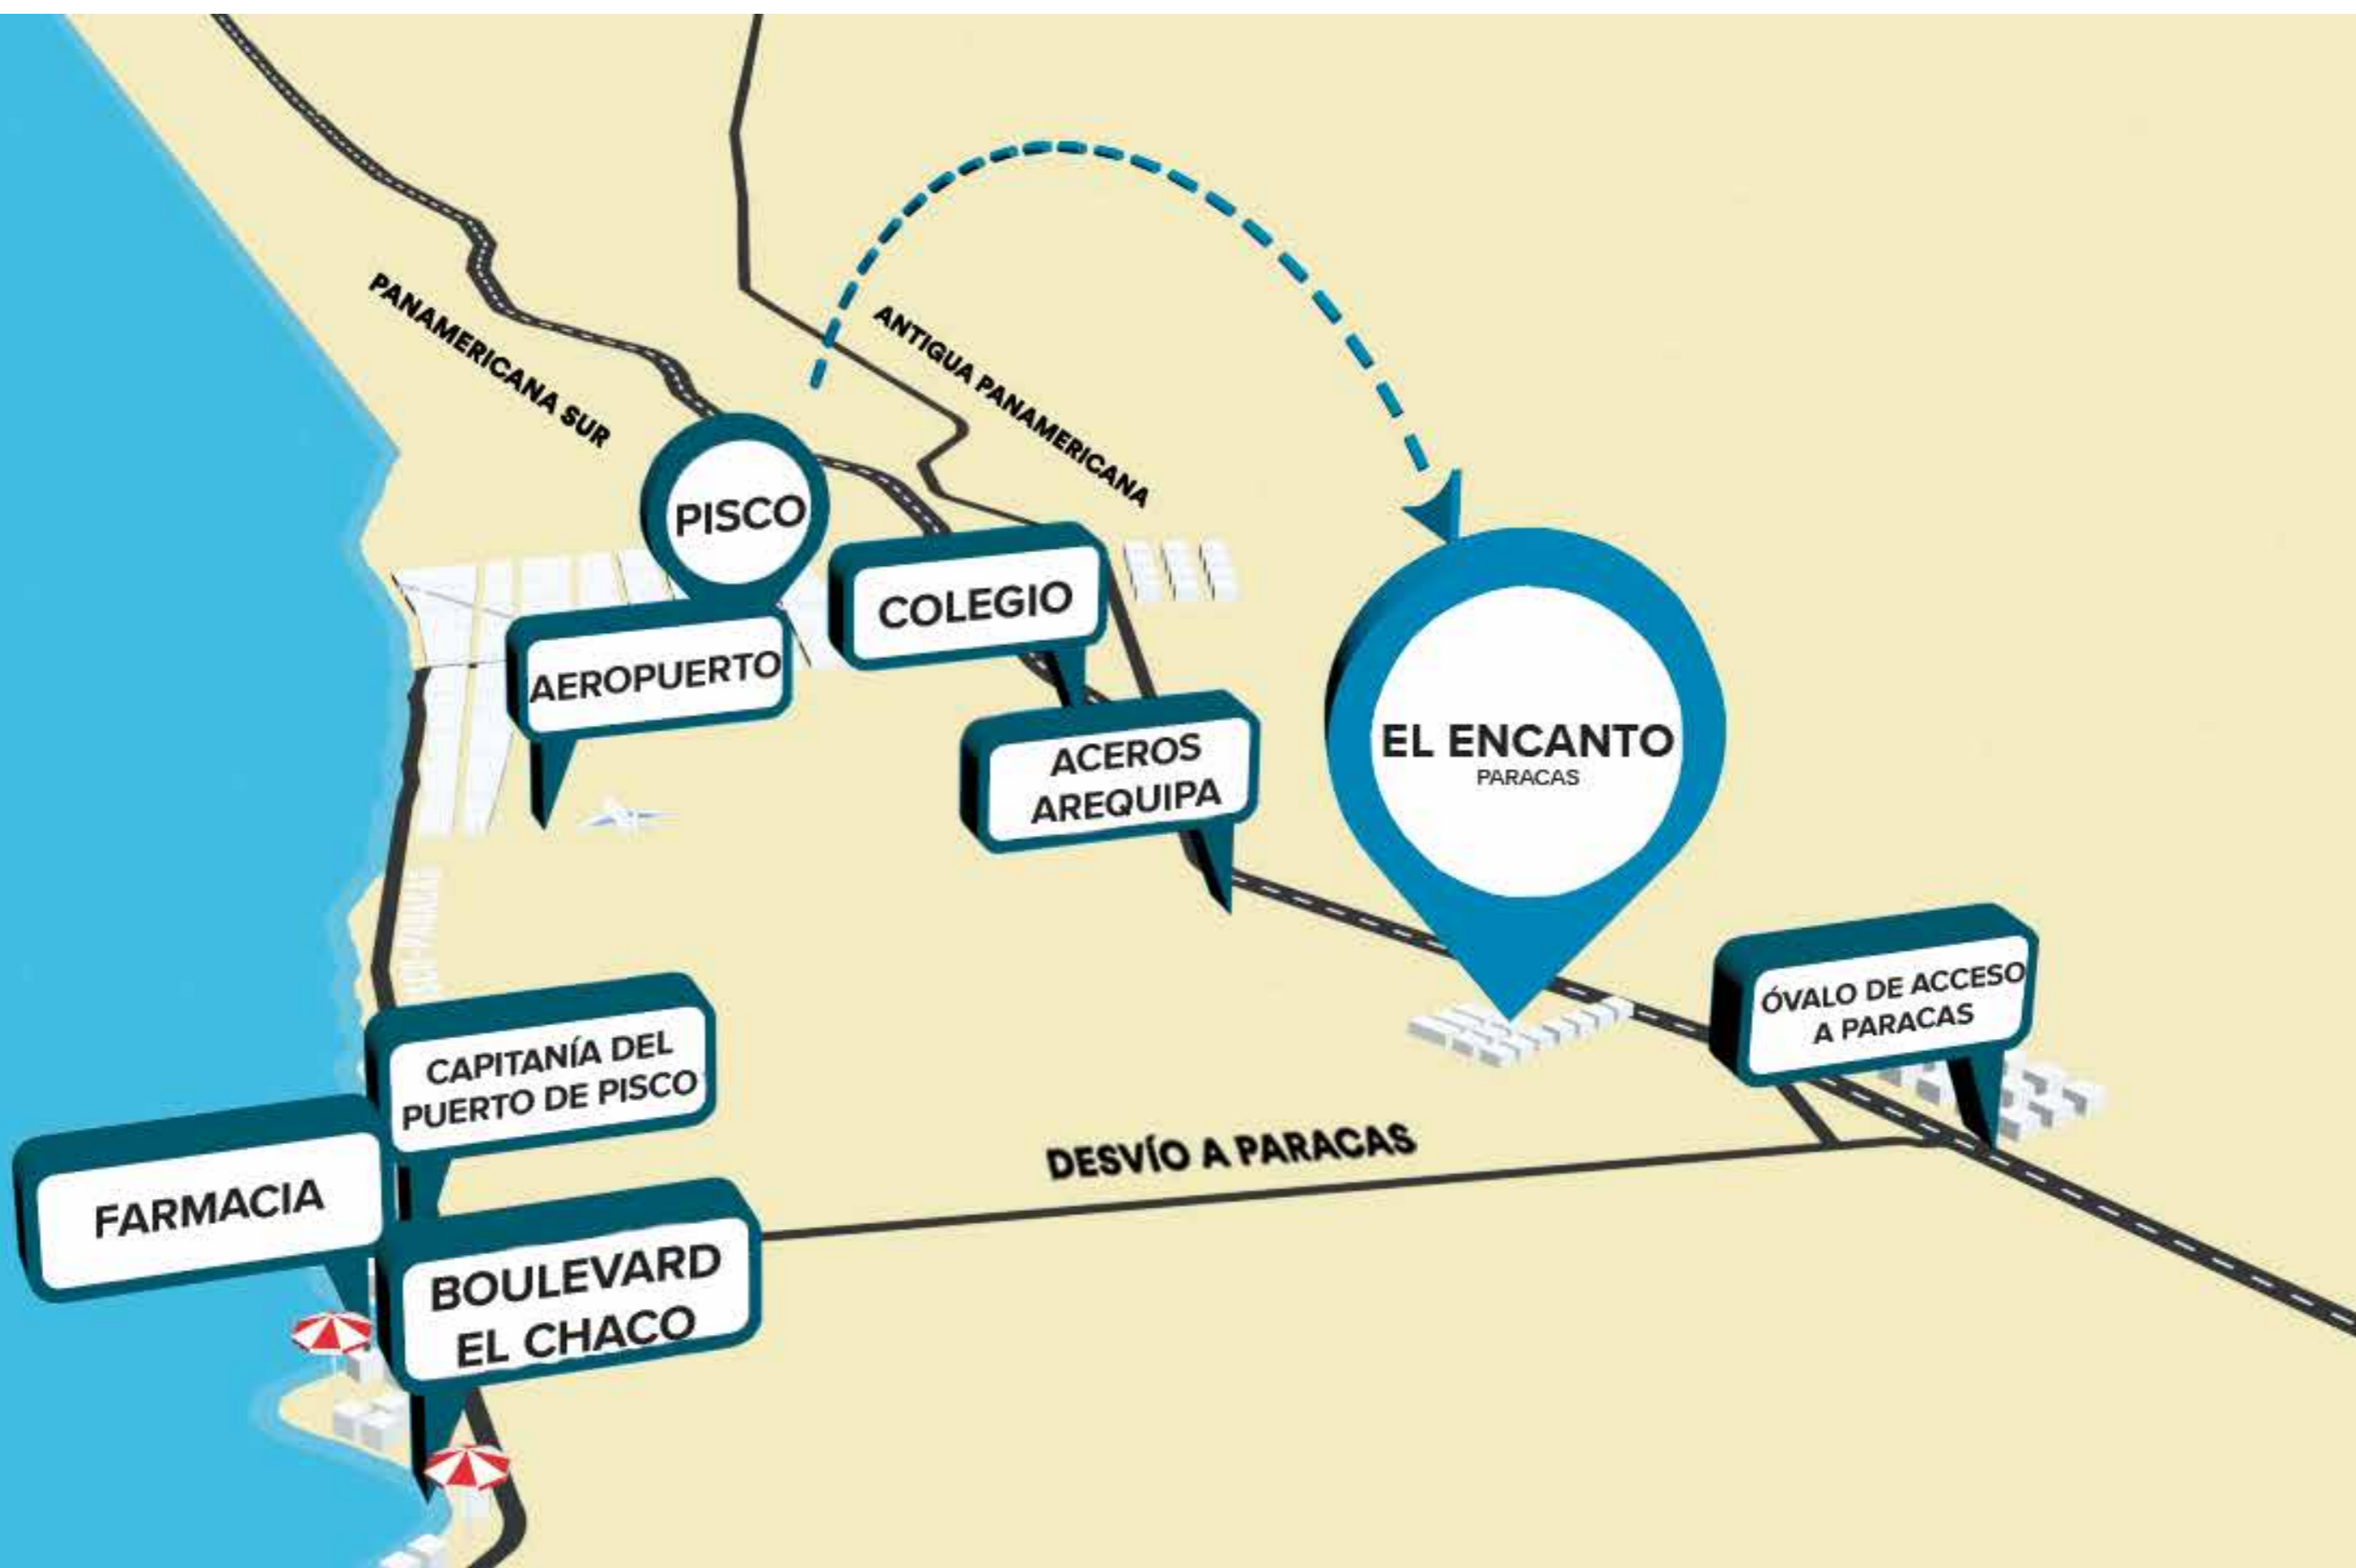 PANAMERICANA SUR
ANTIGUA PANAMERICANA
PISCO
COLEGIO
AEROPUERTO
ACEROS
AREQUIPA
EL ENCANTO
PARACAS
ÓVALO DE ACCESO
A PARACAS
CAPITANÍA DEL
PUERTO DE PISCO
DESVÍO A PARACAS
FARMACIA
BOULEVARD
EL CHACO